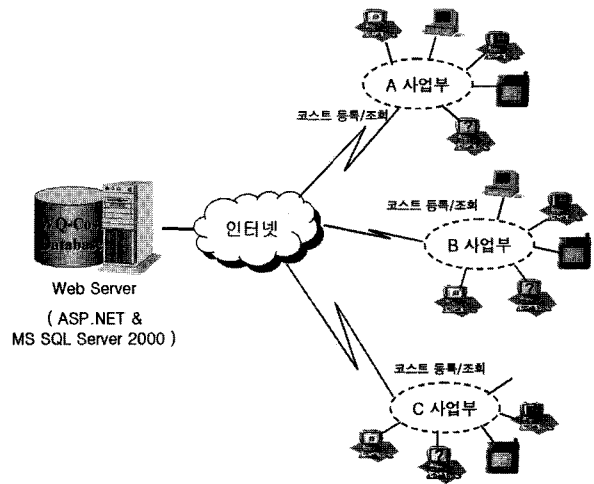 A 사업부
코스트 등록/조회
코스트 등록/조회
인터넷
B 사업부
Database
Web Server
( ASP.NET &
MS SQL Server 2000 )
코스트 등록/조회
C 사업부